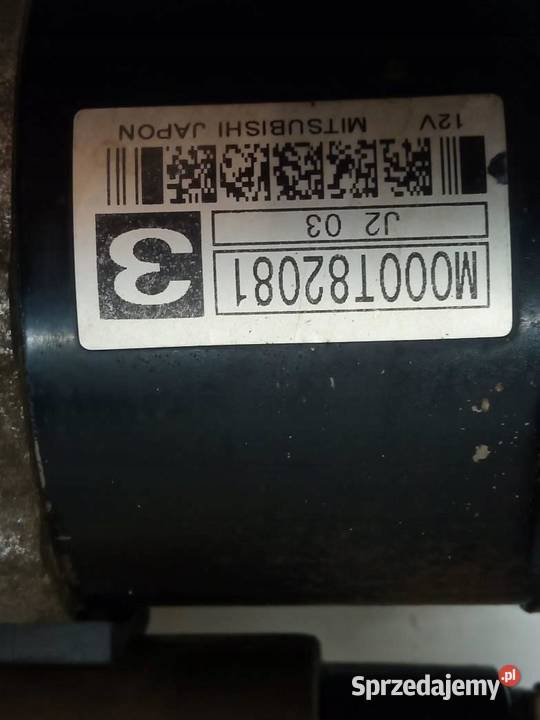 M000T82081
3
J2 03
12V MITSUBISHI JAPON
Sprzedajemy.pl